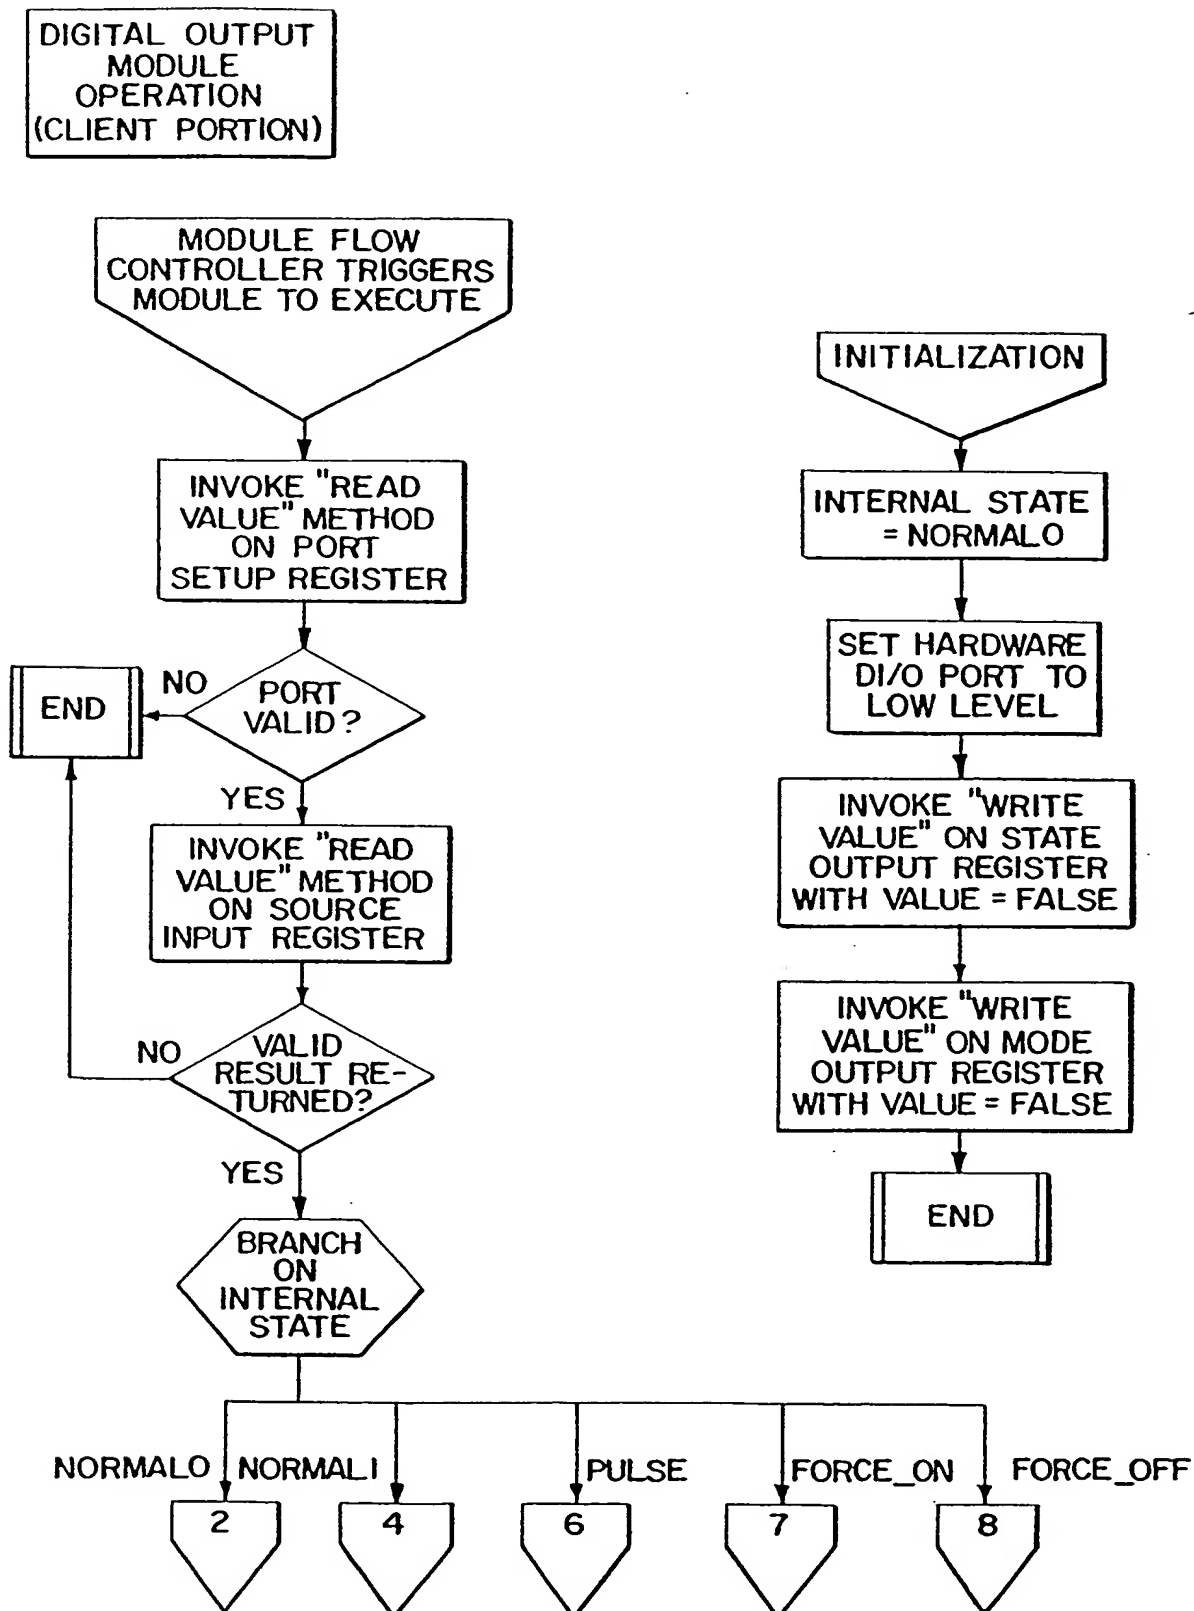 DIGITAL OUTPUT
MODULE
OPERATION
(CLIENT PORTION)
MODULE FLOW
CONTROLLER TRIGGERS
MODULE TO EXECUTE
INVOKE "READ
VALUE" METHOD
ON PORT
SETUP REGISTER
PORT
VALID?
NO
END
YES
INVOKE "READ
VALUE" METHOD
ON SOURCE
INPUT REGISTER
VALID
RESULT RE-
TURNED?
NO
YES
BRANCH
ON
INTERNAL
STATE
NORMALO
NORMALI
PULSE
FORCE_ON
FORCE_OFF
2
4
6
7
8
INITIALIZATION
INTERNAL STATE
= NORMALO
SET HARDWARE
DI/O PORT TO
LOW LEVEL
INVOKE "WRITE
VALUE" ON STATE
OUTPUT REGISTER
WITH VALUE = FALSE
INVOKE "WRITE
VALUE" ON MODE
OUTPUT REGISTER
WITH VALUE = FALSE
END